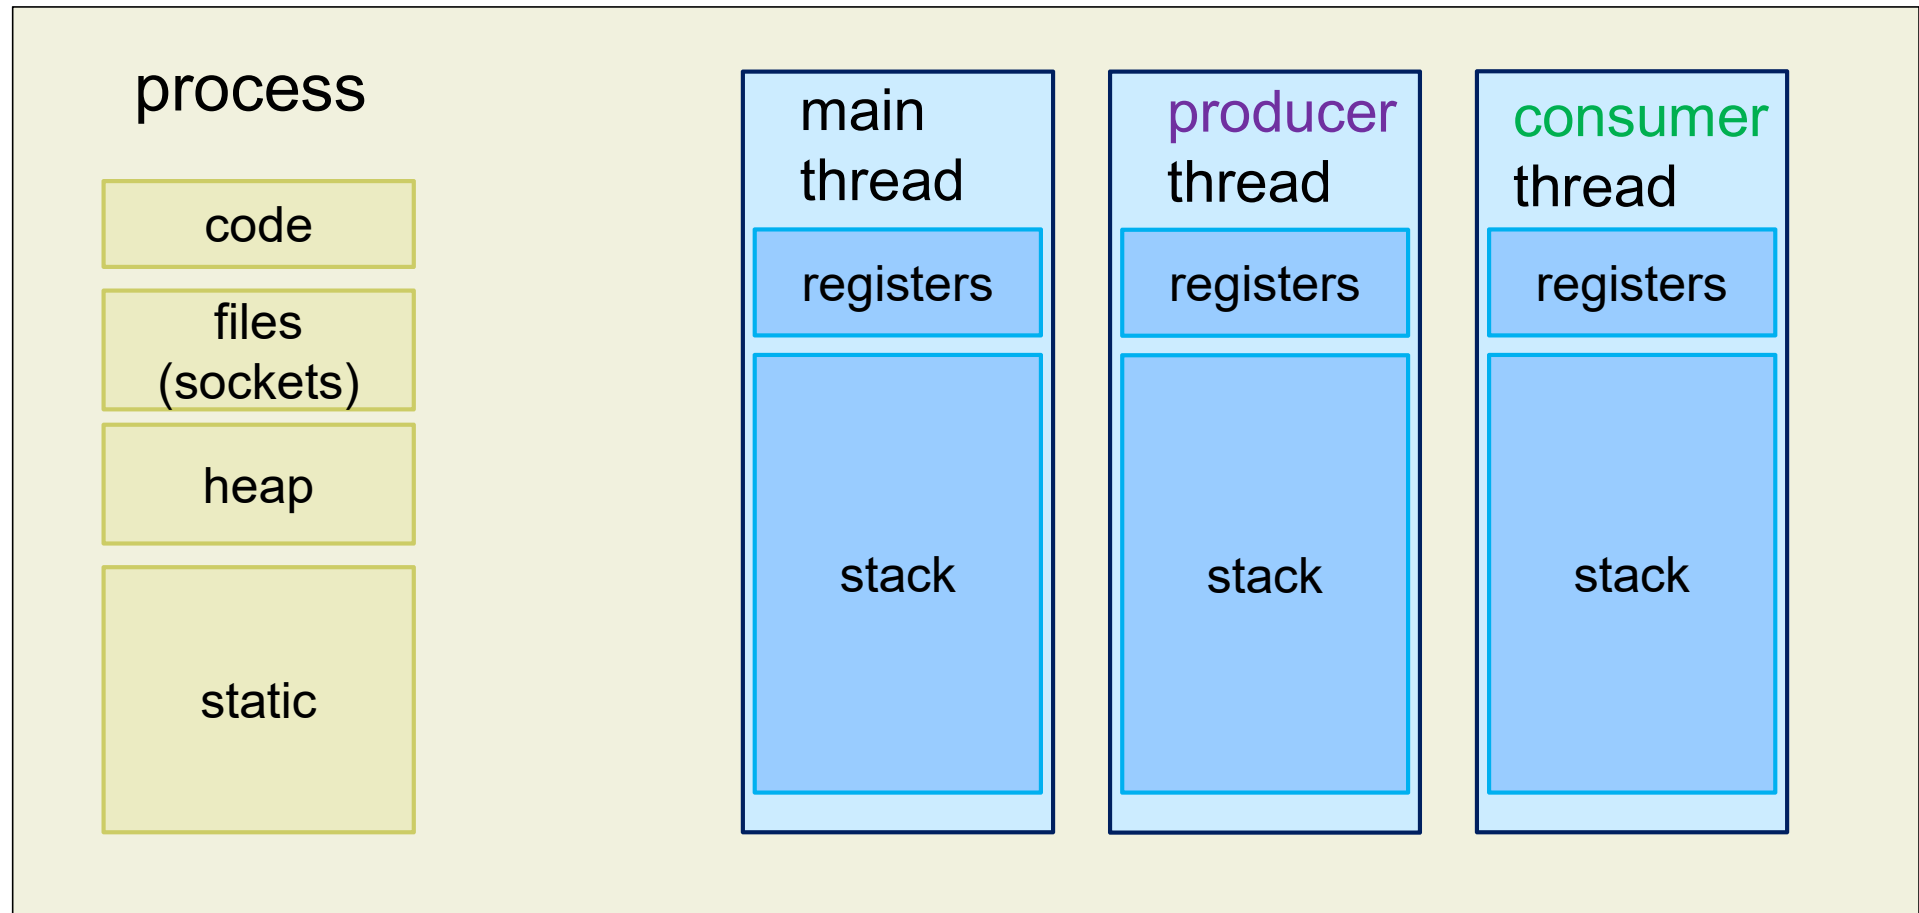 process
code
files
(sockets)
heap
static
main
thread
registers
stack
producer
thread
registers
stack
consumer
thread
registers
stack